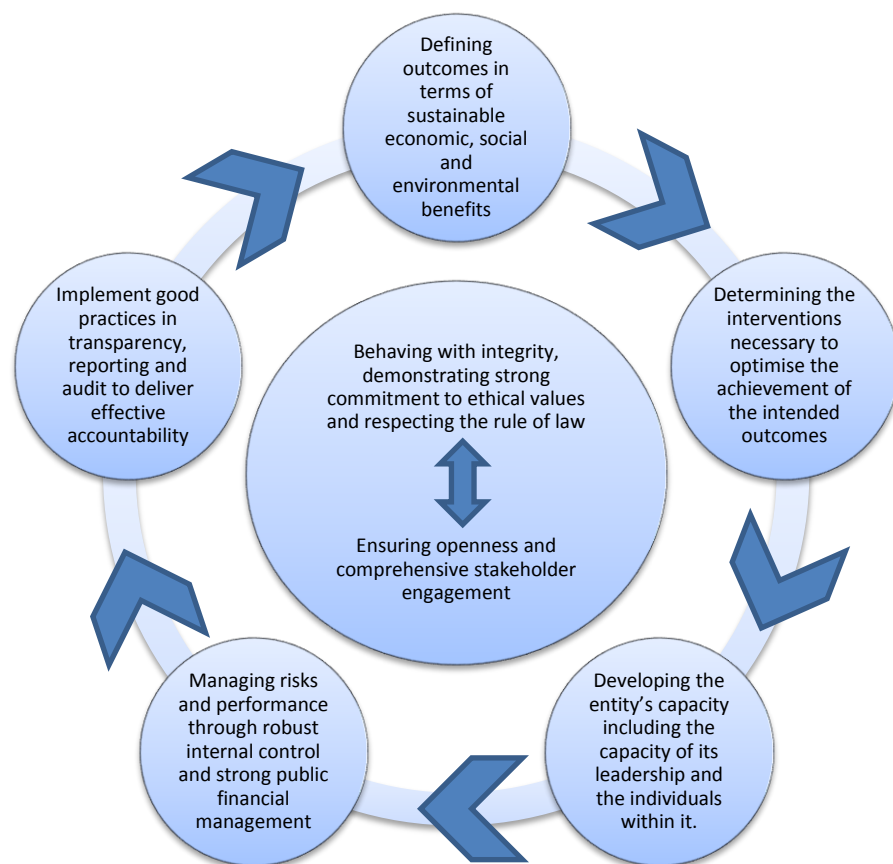 Defining
outcomes in
terms of
sustainable
economic, social
and
environmental
benefits
Determining the
interventions
necessary to
optimise the
achievement of
the intended
outcomes
Developing the
entity’s capacity
including the
capacity of its
leadership and
the individuals
within it.
Managing risks
and performance
through robust
internal control
and strong public
financial
management
Implement good
practices in
transparency,
reporting and
audit to deliver
effective
accountability
Behaving with integrity,
demonstrating strong
commitment to ethical values
and respecting the rule of law
Ensuring openness and
comprehensive stakeholder
engagement